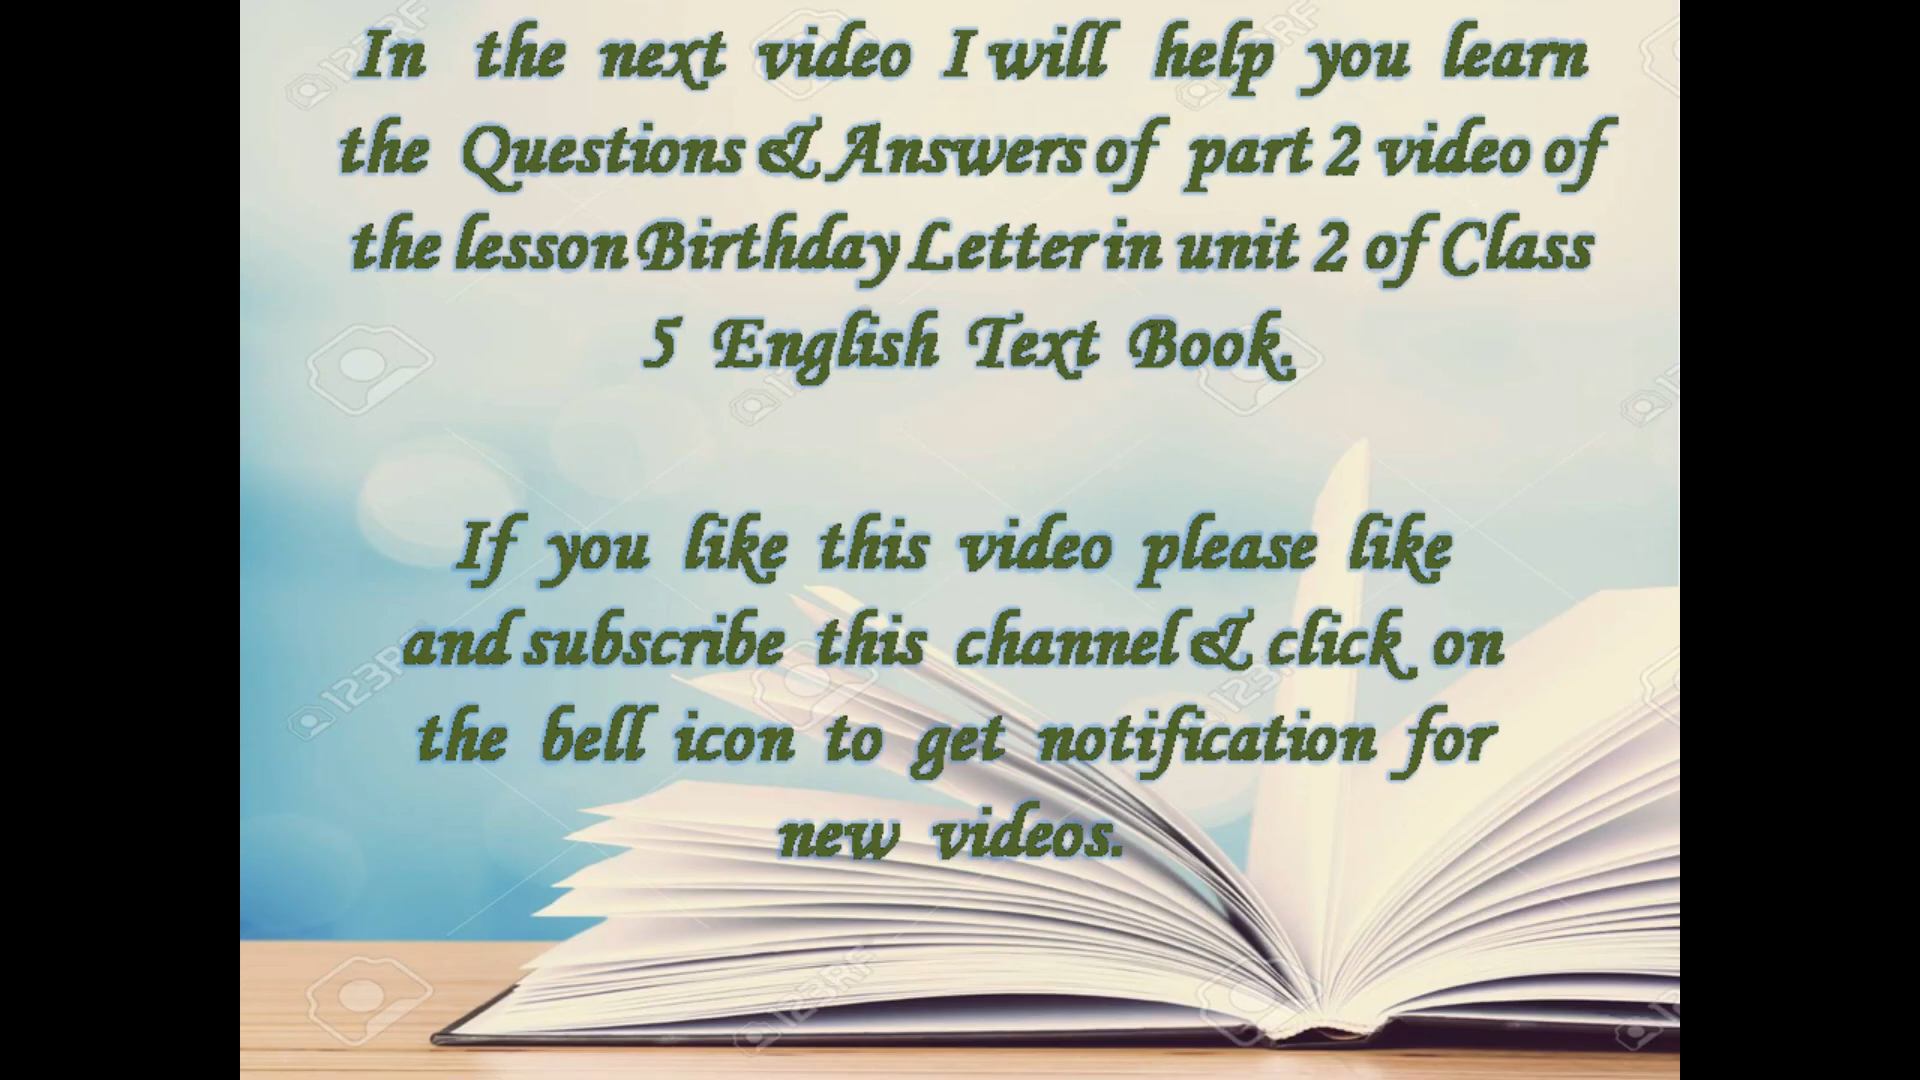 In the next video I will help you learn
the Questions & Answers of part 2 video of
the lesson Birthday Letter in unit 2 of Class
5 English Text Book.
If you like this video please like
and subscribe this channel & click on
the bell icon to get notification for
new videos.
123RF